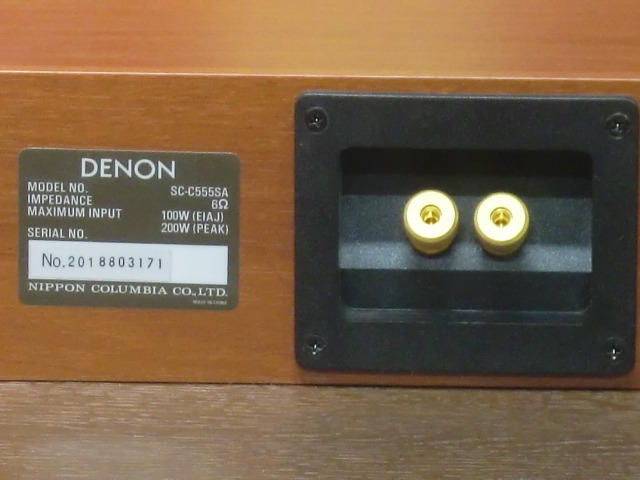 DENON
MODEL NO. SC-C555SA
IMPEDANCE 6Ω
MAXIMUM INPUT 100W (EIAJ)
200W (PEAK)
SERIAL NO.
No.2018803171
NIPPON COLUMBIA CO.,LTD.